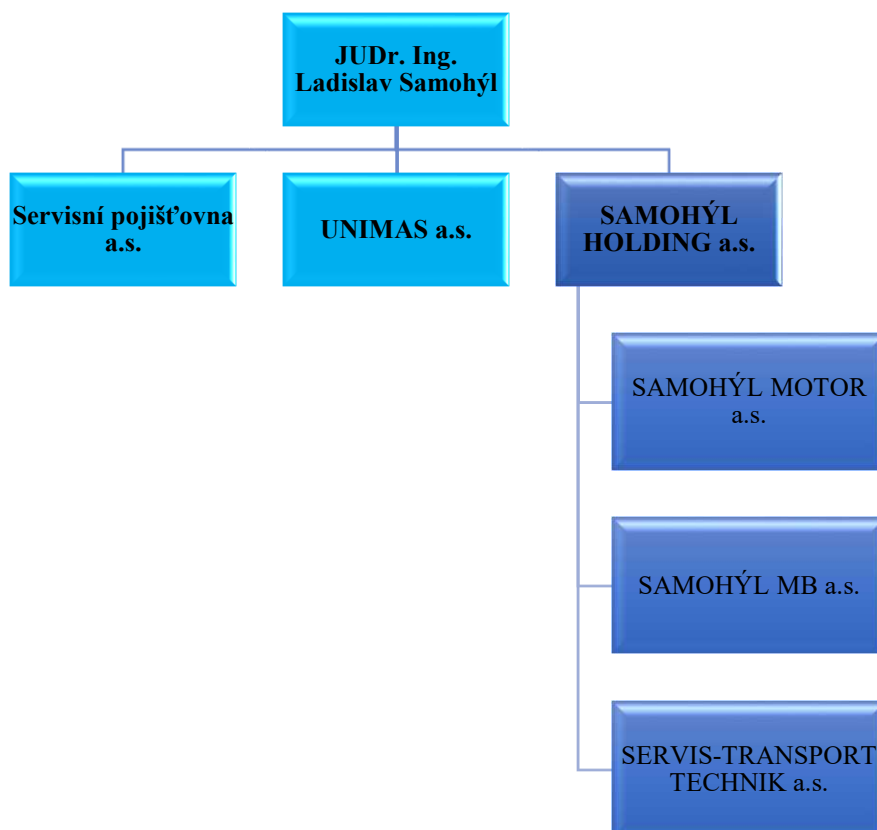 JUDr. Ing.
Ladislav Samohýl
Servisní pojišťovna
a.s.
UNIMAS a.s.
SAMOHÝL
HOLDING a.s.
SAMOHÝL MOTOR
a.s.
SAMOHÝL MB a.s.
SERVIS-TRANSPORT
TECHNIK a.s.